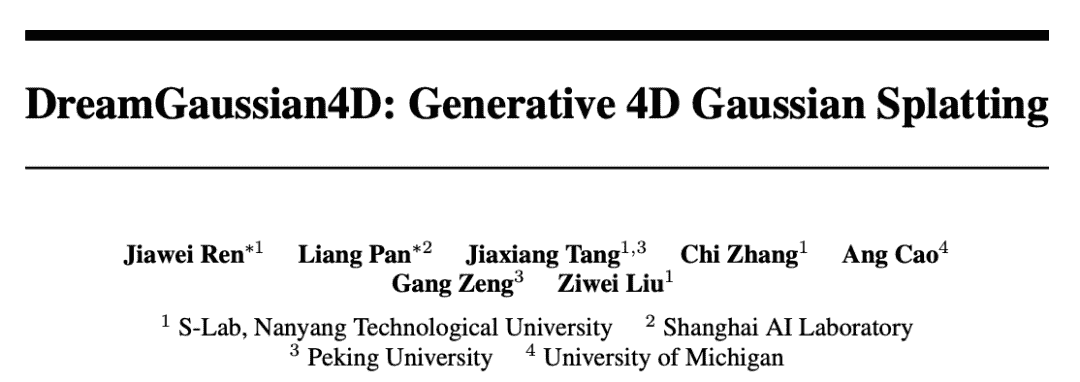 DreamGaussian4D: Generative 4D Gaussian Splatting
Jiawei Ren*1 Liang Pan*2 Jiaxiang Tang1,3 Chi Zhang1 Ang Cao4
Gang Zeng3 Ziwei Liu1
1 S-Lab, Nanyang Technological University 2 Shanghai AI Laboratory
3 Peking University 4 University of Michigan